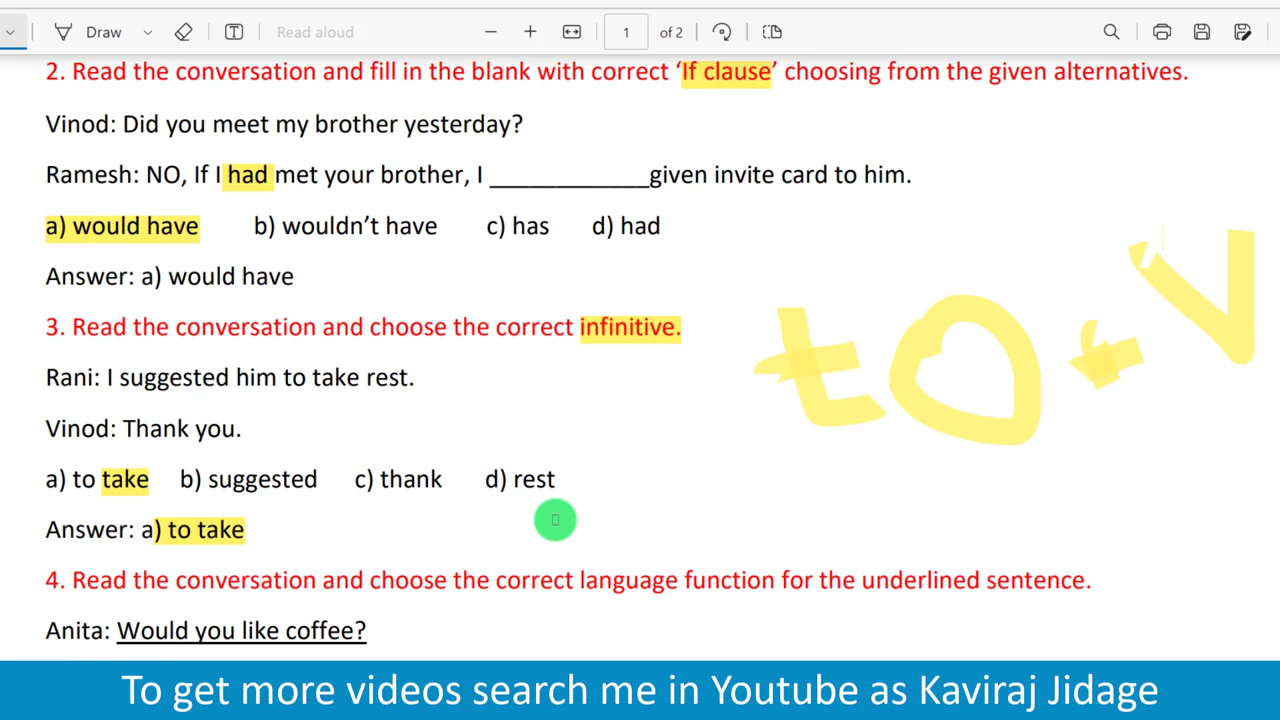 Draw
Read aloud
1 of 2
2. Read the conversation and fill in the blank with correct ‘If clause’ choosing from the given alternatives.
Vinod: Did you meet my brother yesterday?
Ramesh: NO, If I had met your brother, I ____________given invite card to him.
a) would have b) wouldn’t have c) has d) had
Answer: a) would have
3. Read the conversation and choose the correct infinitive.
Rani: I suggested him to take rest.
Vinod: Thank you.
a) to take b) suggested c) thank d) rest
Answer: a) to take
to+V
4. Read the conversation and choose the correct language function for the underlined sentence.
Anita: Would you like coffee?
To get more videos search me in Youtube as Kaviraj Jidage